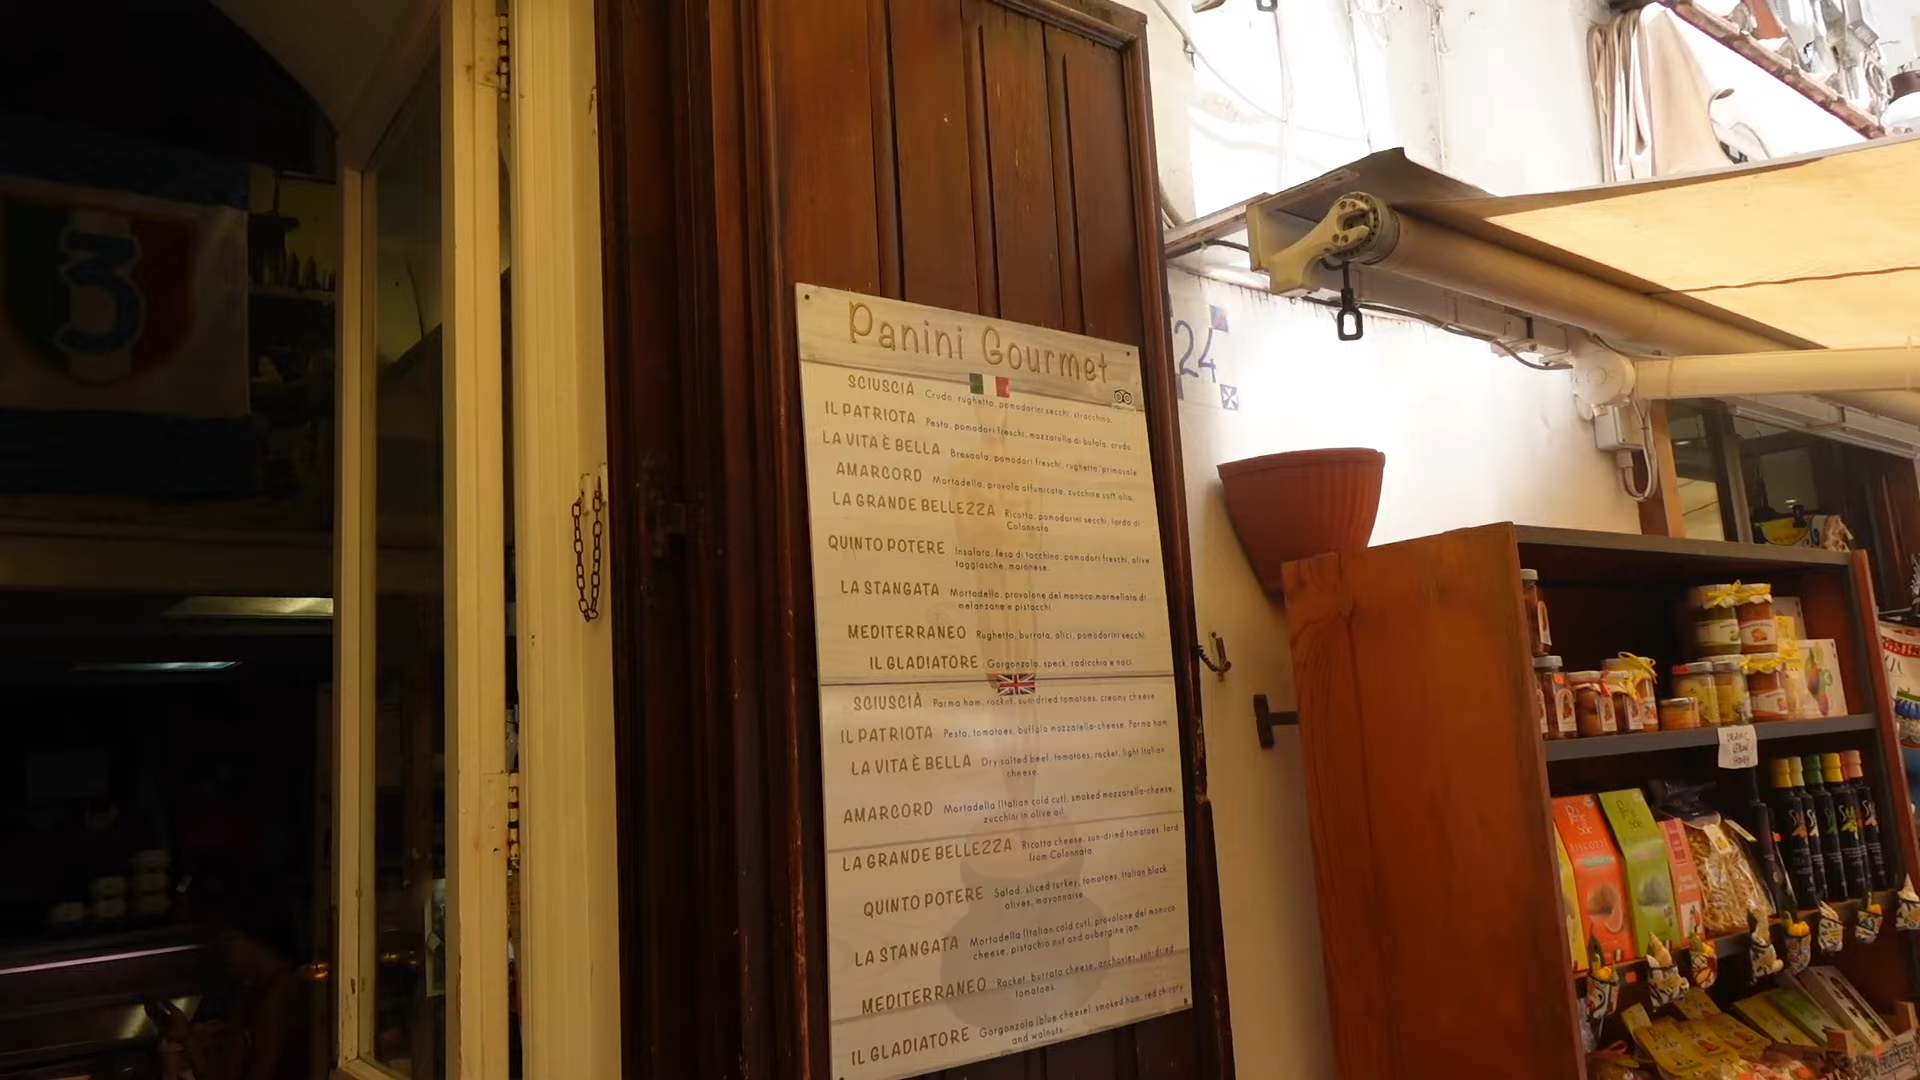 3
Panini Gourmet
SCIUSCIÀ Crudo, rughetta, pomodorini secchi, stracchino.
IL PATRIOTA Pesto, pomodori freschi, mozzarella di bufala, crudo
LA VITA È BELLA Bresaola, pomodori freschi, rughetta, primosale
AMARCORD Mortadella, provola affumicata, zucchine sott'olio.
LA GRANDE BELLEZZA Ricotta, pomodorini secchi, lardo di
Colonnata
QUINTO POTERE Insalata, fesa di tacchino, pomodori freschi, olive
taggiasche, maionese.
LA STANGATA Mortadella, provolone del monaco, marmellata di
melanzane e pistacchi.
MEDITERRANEO Rughetta, burrata, alici, pomodorini secchi.
IL GLADIATORE Gorgonzola, speck, radicchio e noci.
SCIUSCIÀ Parma ham, rocket, sun-dried tomatoes, creamy cheese
IL PATRIOTA Pesto, tomatoes, buffalo mozzarella-cheese, Parma ham
LA VITA È BELLA Dry salted beef, tomatoes, rocket, light Italian
cheese.
AMARCORD Mortadella (Italian cold cut), smoked mozzarella-cheese,
zucchini in olive oil
LA GRANDE BELLEZZA Ricotta cheese, sun-dried tomatoes, lard
from Colonnata
QUINTO POTERE Salad, sliced turkey, tomatoes, Italian black
olives, mayonnaise
LA STANGATA Mortadella (Italian cold cut), provolone del monaco
cheese, pistachio nut and aubergine jam.
MEDITERRANEO Rocket, burrata cheese, anchovies, sun-dried
tomatoes.
IL GLADIATORE Gorgonzola (blue cheese), smoked ham, red chicory
and walnuts
24
ORGANIC
LEMON
HONEY